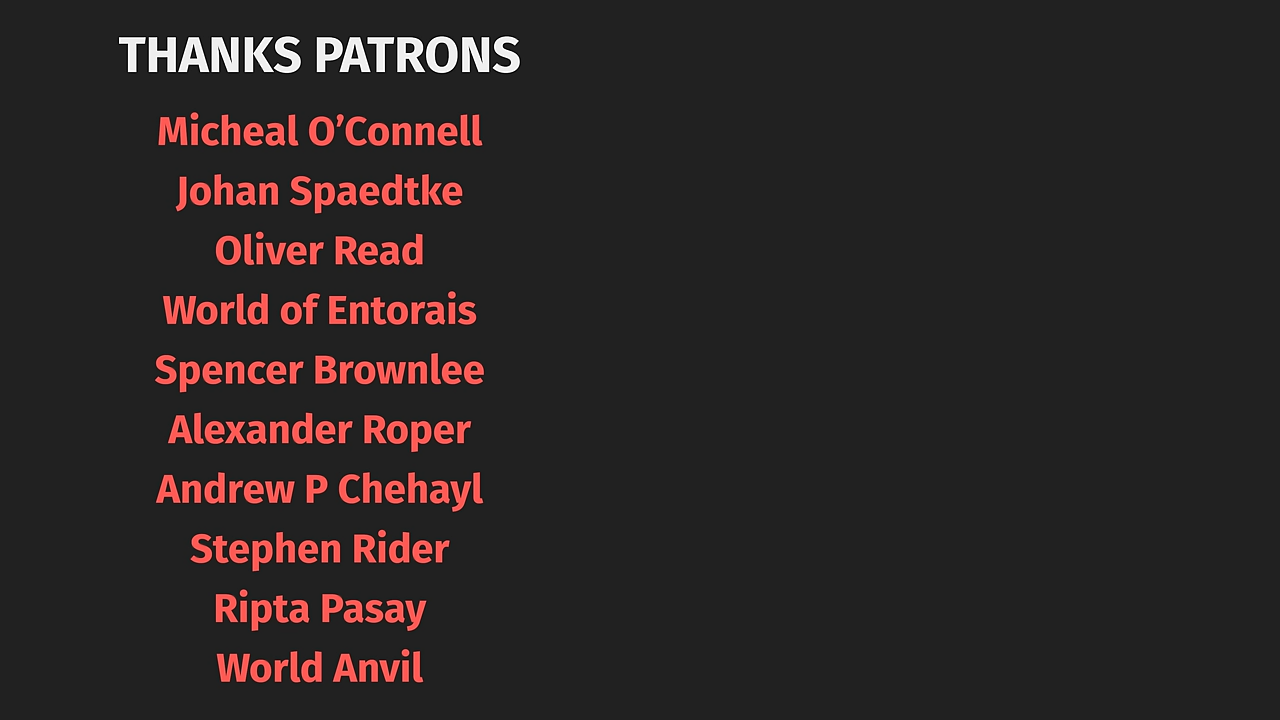 THANKS PATRONS
Micheal O’Connell
Johan Spaedtke
Oliver Read
World of Entorais
Spencer Brownlee
Alexander Roper
Andrew P Chehayl
Stephen Rider
Ripta Pasay
World Anvil